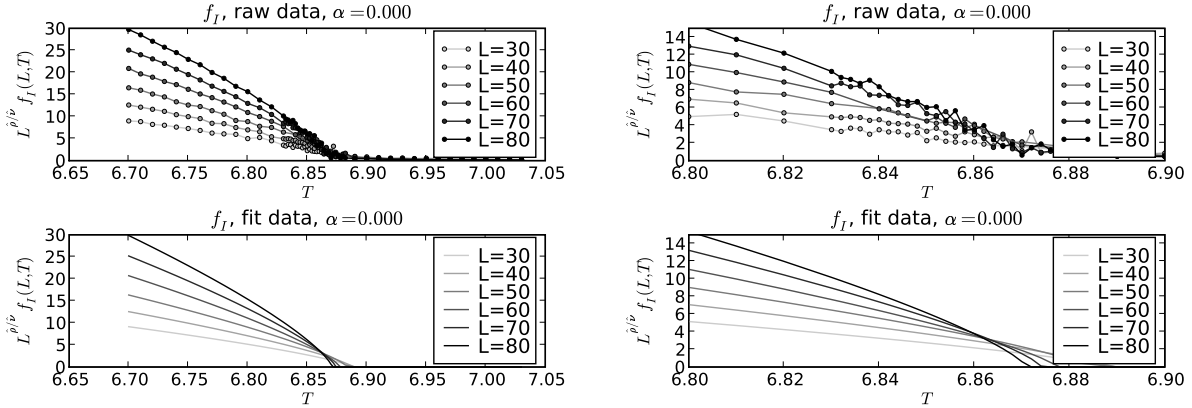 f_I, raw data, α=0.000
30
25
20
15
10
5
0
6.65 6.70 6.75 6.80 6.85 6.90 6.95 7.00 7.05
T
L^{ρ̂/ν̂} f_I(L,T)
L=30
L=40
L=50
L=60
L=70
L=80
f_I, raw data, α=0.000
14
12
10
8
6
4
2
0
6.80 6.82 6.84 6.86 6.88 6.90
T
L^{ρ̂/ν̂} f_I(L,T)
L=30
L=40
L=50
L=60
L=70
L=80
f_I, fit data, α=0.000
30
25
20
15
10
5
0
6.65 6.70 6.75 6.80 6.85 6.90 6.95 7.00 7.05
T
L^{ρ̂/ν̂} f_I(L,T)
L=30
L=40
L=50
L=60
L=70
L=80
f_I, fit data, α=0.000
14
12
10
8
6
4
2
0
6.80 6.82 6.84 6.86 6.88 6.90
T
L^{ρ̂/ν̂} f_I(L,T)
L=30
L=40
L=50
L=60
L=70
L=80